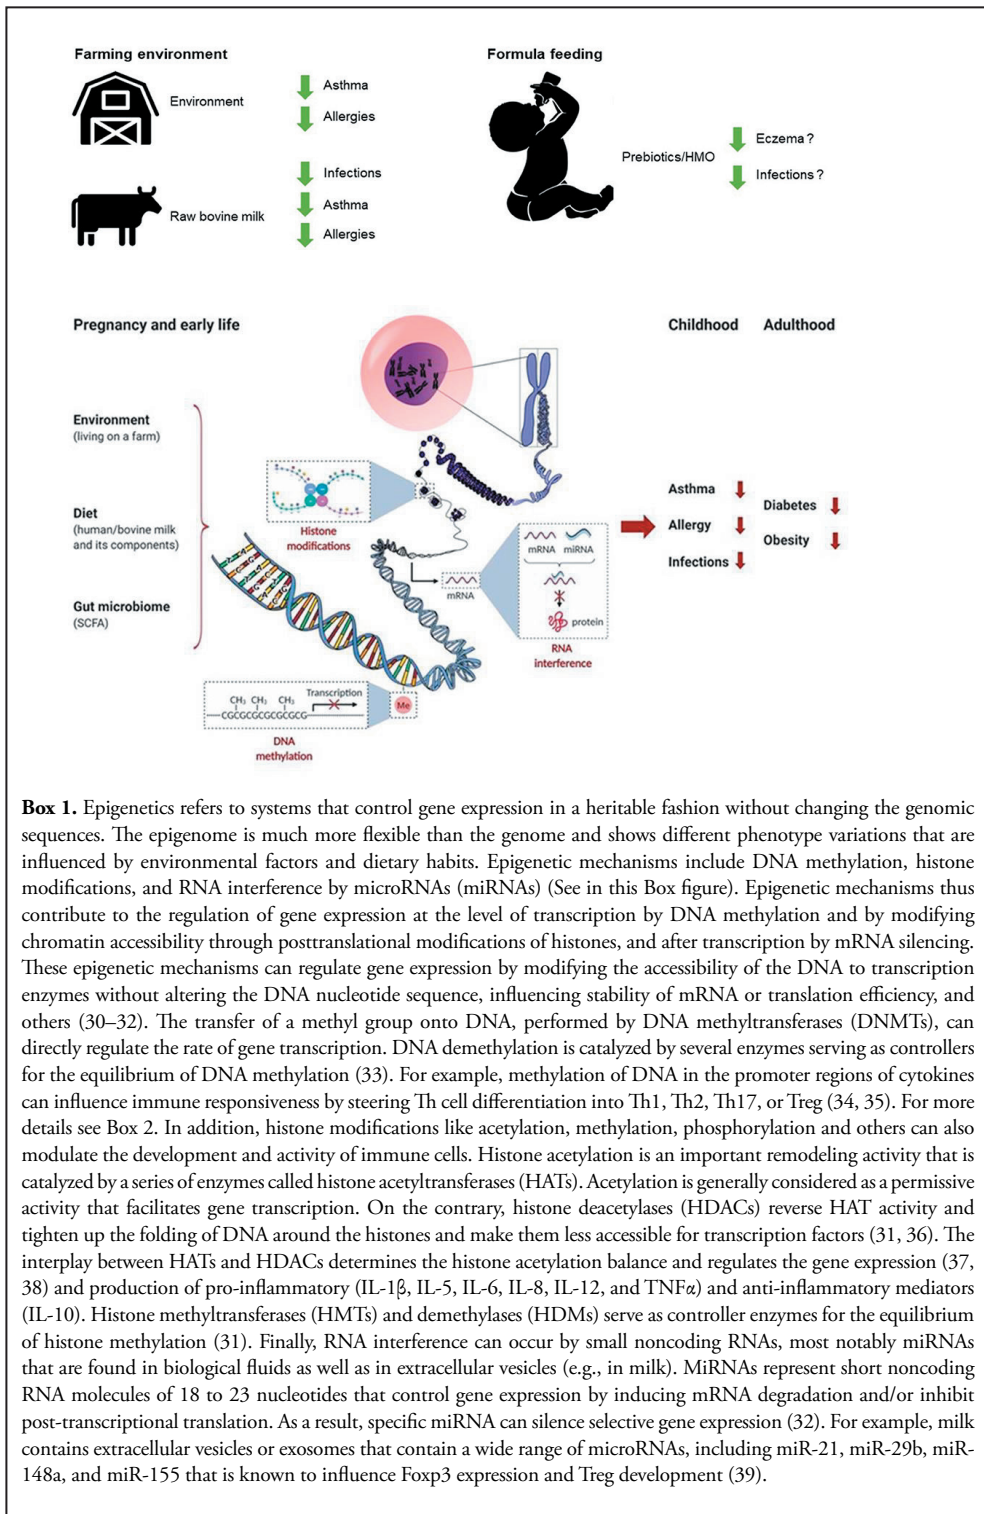 Farming environment
Environment
Asthma
Allergies
Raw bovine milk
Infections
Asthma
Allergies
Formula feeding
Prebiotics/HMO
Eczema ?
Infections ?
Pregnancy and early life
Environment
(living on a farm)
Diet
(human/bovine milk
and its components)
Gut microbiome
(SCFA)
Histone
modifications
mRNA
mRNA miRNA
protein
RNA
interference
CH₃ CH₃ CH₃
Transcription
CGCGCGCGCGCGCG
Me
DNA
methylation
Childhood Adulthood
Asthma
Allergy
Infections
Diabetes
Obesity
Box 1. Epigenetics refers to systems that control gene expression in a heritable fashion without changing the genomic
sequences. The epigenome is much more flexible than the genome and shows different phenotype variations that are
influenced by environmental factors and dietary habits. Epigenetic mechanisms include DNA methylation, histone
modifications, and RNA interference by microRNAs (miRNAs) (See in this Box figure). Epigenetic mechanisms thus
contribute to the regulation of gene expression at the level of transcription by DNA methylation and by modifying
chromatin accessibility through posttranslational modifications of histones, and after transcription by mRNA silencing.
These epigenetic mechanisms can regulate gene expression by modifying the accessibility of the DNA to transcription
enzymes without altering the DNA nucleotide sequence, influencing stability of mRNA or translation efficiency, and
others (30–32). The transfer of a methyl group onto DNA, performed by DNA methyltransferases (DNMTs), can
directly regulate the rate of gene transcription. DNA demethylation is catalyzed by several enzymes serving as controllers
for the equilibrium of DNA methylation (33). For example, methylation of DNA in the promoter regions of cytokines
can influence immune responsiveness by steering Th cell differentiation into Th1, Th2, Th17, or Treg (34, 35). For more
details see Box 2. In addition, histone modifications like acetylation, methylation, phosphorylation and others can also
modulate the development and activity of immune cells. Histone acetylation is an important remodeling activity that is
catalyzed by a series of enzymes called histone acetyltransferases (HATs). Acetylation is generally considered as a permissive
activity that facilitates gene transcription. On the contrary, histone deacetylases (HDACs) reverse HAT activity and
tighten up the folding of DNA around the histones and make them less accessible for transcription factors (31, 36). The
interplay between HATs and HDACs determines the histone acetylation balance and regulates the gene expression (37,
38) and production of pro-inflammatory (IL-1β, IL-5, IL-6, IL-8, IL-12, and TNFα) and anti-inflammatory mediators
(IL-10). Histone methyltransferases (HMTs) and demethylases (HDMs) serve as controller enzymes for the equilibrium
of histone methylation (31). Finally, RNA interference can occur by small noncoding RNAs, most notably miRNAs
that are found in biological fluids as well as in extracellular vesicles (e.g., in milk). MiRNAs represent short noncoding
RNA molecules of 18 to 23 nucleotides that control gene expression by inducing mRNA degradation and/or inhibit
post-transcriptional translation. As a result, specific miRNA can silence selective gene expression (32). For example, milk
contains extracellular vesicles or exosomes that contain a wide range of microRNAs, including miR-21, miR-29b, miR-
148a, and miR-155 that is known to influence Foxp3 expression and Treg development (39).